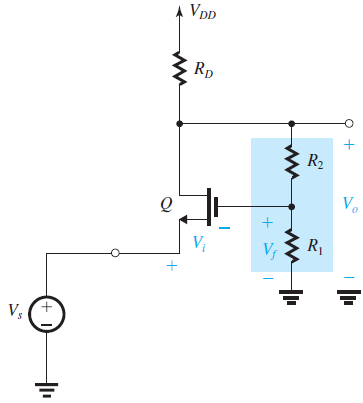 V_DD
R_D
+
R_2
Q
V_o
+
V_i
−
V_f
R_1
+
−
−
V_s
+
−